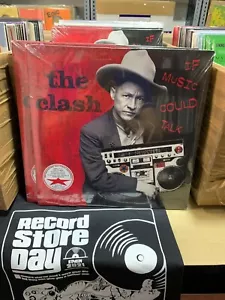 the
clash
IF
MUSIC
COULD
TALK
RECORD
STORE
DAY